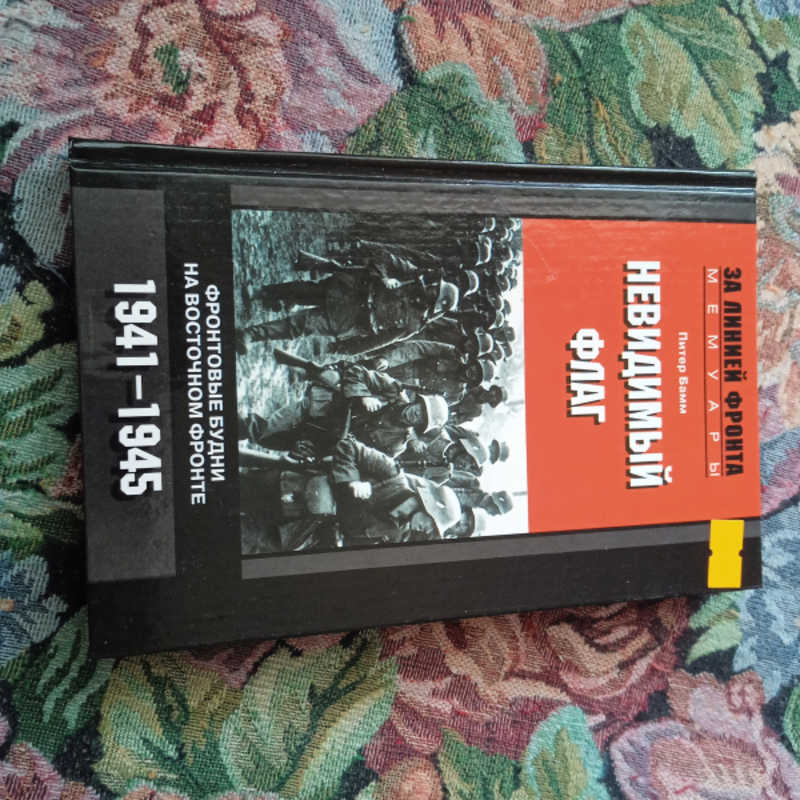 ЗА ЛИНИЕЙ ФРОНТА
МЕМУАРЫ
Питер Бамм
НЕВИДИМЫЙ
ФЛАГ
ФРОНТОВЫЕ БУДНИ
НА ВОСТОЧНОМ ФРОНТЕ
1941–1945